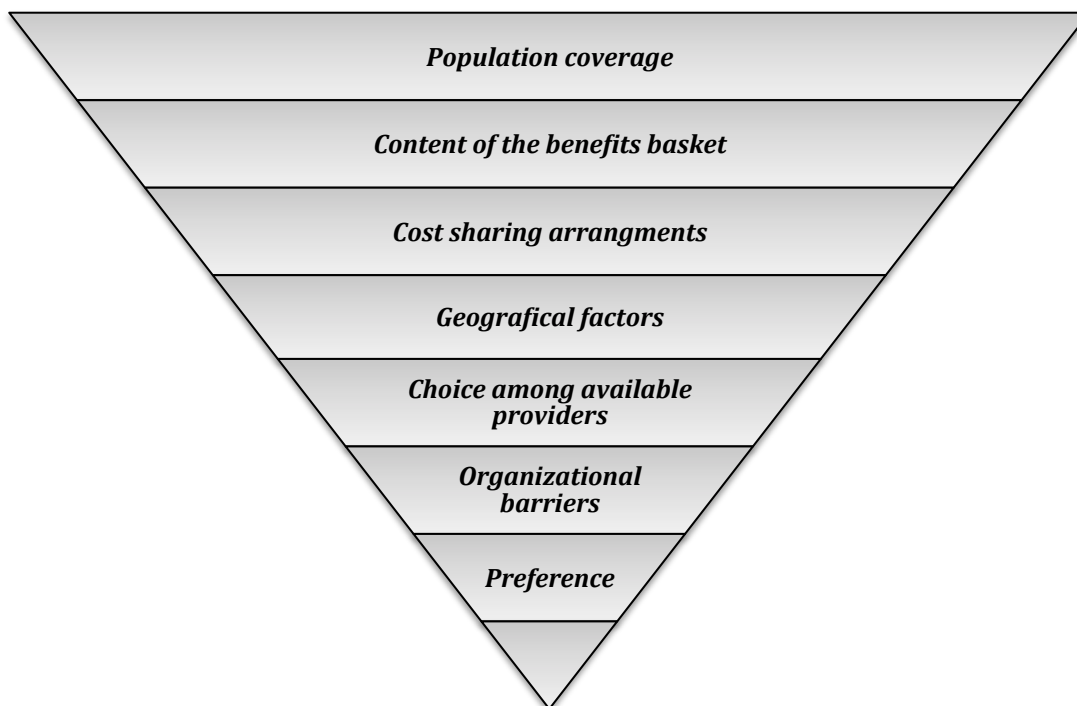 Population coverage
Content of the benefits basket
Cost sharing arrangments
Geografical factors
Choice among available
providers
Organizational
barriers
Preference